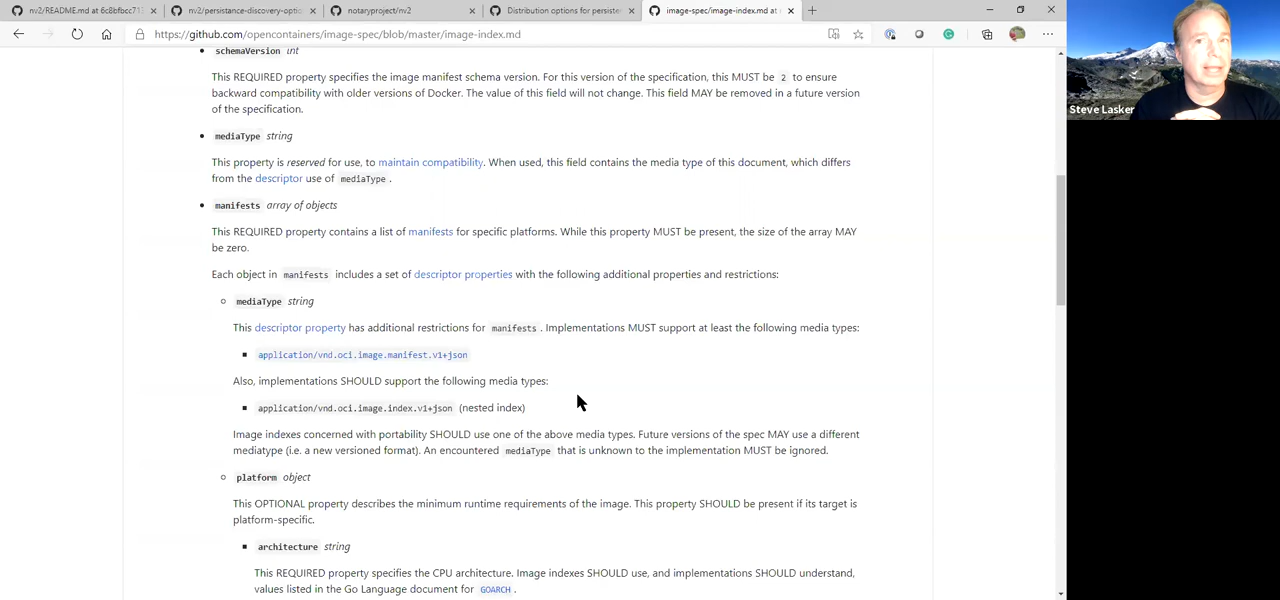 nv2/README.md at 6c8bfbcc713
nv2/persistance-discovery-optio
notaryproject/nv2
Distribution options for persiste
image-spec/image-index.md at
https://github.com/opencontainers/image-spec/blob/master/image-index.md
Steve Lasker
schemaVersion int
This REQUIRED property specifies the image manifest schema version. For this version of the specification, this MUST be 2 to ensure
backward compatibility with older versions of Docker. The value of this field will not change. This field MAY be removed in a future version
of the specification.
mediaType string
This property is reserved for use, to maintain compatibility. When used, this field contains the media type of this document, which differs
from the descriptor use of mediaType.
manifests array of objects
This REQUIRED property contains a list of manifests for specific platforms. While this property MUST be present, the size of the array MAY
be zero.
Each object in manifests includes a set of descriptor properties with the following additional properties and restrictions:
mediaType string
This descriptor property has additional restrictions for manifests. Implementations MUST support at least the following media types:
application/vnd.oci.image.manifest.v1+json
Also, implementations SHOULD support the following media types:
application/vnd.oci.image.index.v1+json (nested index)
Image indexes concerned with portability SHOULD use one of the above media types. Future versions of the spec MAY use a different
mediatype (i.e. a new versioned format). An encountered mediaType that is unknown to the implementation MUST be ignored.
platform object
This OPTIONAL property describes the minimum runtime requirements of the image. This property SHOULD be present if its target is
platform-specific.
architecture string
This REQUIRED property specifies the CPU architecture. Image indexes SHOULD use, and implementations SHOULD understand,
values listed in the Go Language document for GOARCH.